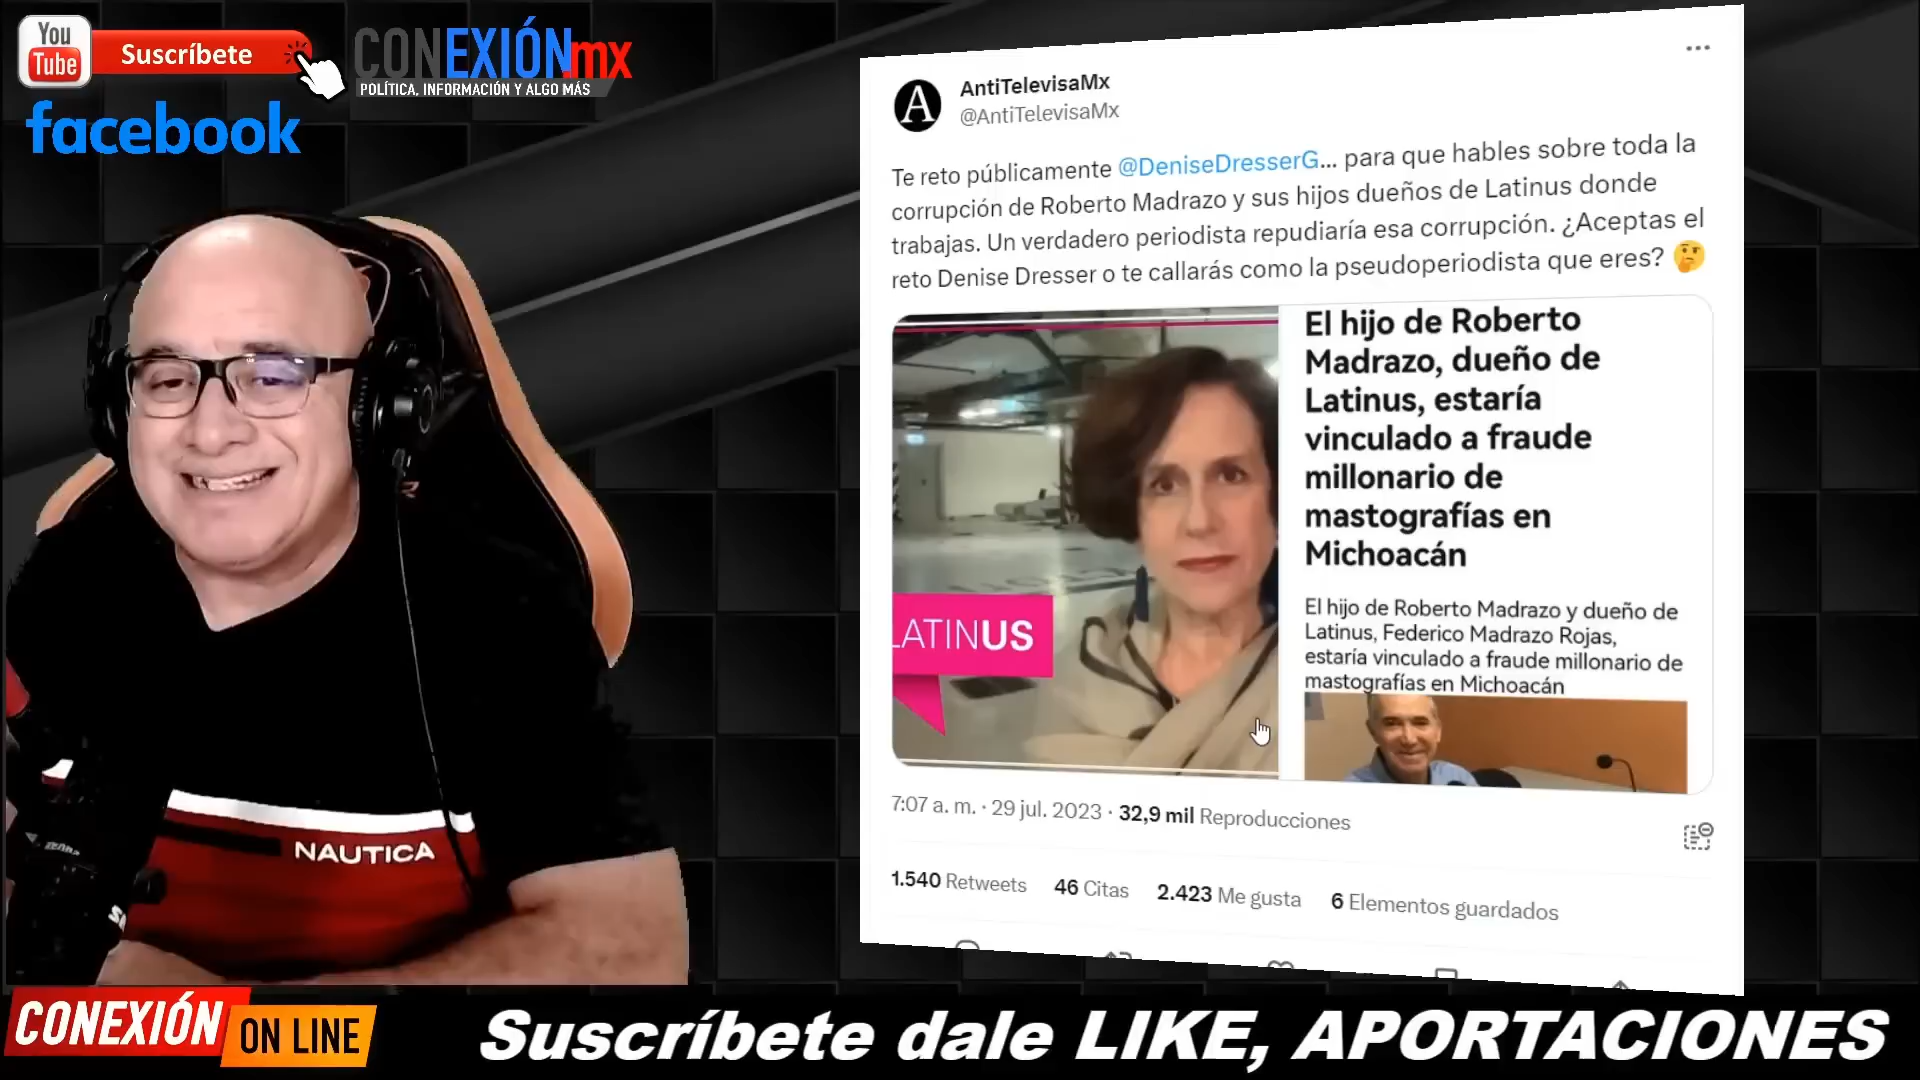 You
Tube
Suscríbete
CONEXIÓNmx
POLÍTICA, INFORMACIÓN Y ALGO MÁS
facebook
A
AntiTelevisaMx
@AntiTelevisaMx
Te reto públicamente @DeniseDresserG... para que hables sobre toda la
corrupción de Roberto Madrazo y sus hijos dueños de Latinus donde
trabajas. Un verdadero periodista repudiaría esa corrupción. ¿Aceptas el
reto Denise Dresser o te callarás como la pseudoperiodista que eres? 🤔
LATINUS
El hijo de Roberto
Madrazo, dueño de
Latinus, estaría
vinculado a fraude
millonario de
mastografías en
Michoacán
El hijo de Roberto Madrazo y dueño de
Latinus, Federico Madrazo Rojas,
estaría vinculado a fraude millonario de
mastografías en Michoacán
7:07 a. m. · 29 jul. 2023 · 32,9 mil Reproducciones
1.540 Retweets 46 Citas 2.423 Me gusta 6 Elementos guardados
NAUTICA
CONEXIÓN
ON LINE
Suscríbete dale LIKE, APORTACIONES